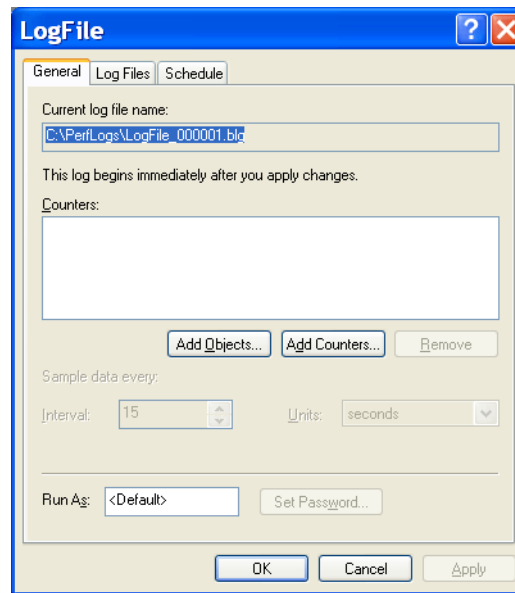 LogFile
General Log Files Schedule
Current log file name:
C:\PerfLogs\LogFile_000001.blg
This log begins immediately after you apply changes.
Counters:
Add Objects... Add Counters... Remove
Sample data every:
Interval: 15 Units: seconds
Run As: <Default> Set Password...
OK Cancel Apply